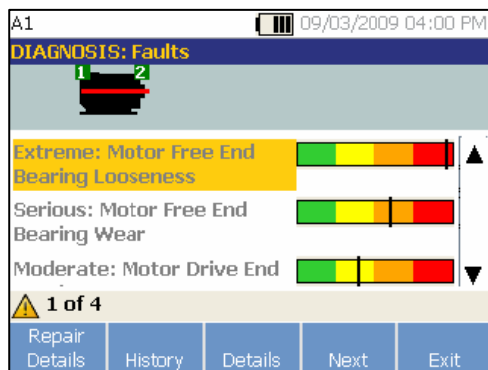 A1
09/03/2009 04:00 PM
DIAGNOSIS: Faults
1 2
Extreme: Motor Free End
Bearing Looseness
Serious: Motor Free End
Bearing Wear
Moderate: Motor Drive End
1 of 4
Repair
Details
History
Details
Next
Exit